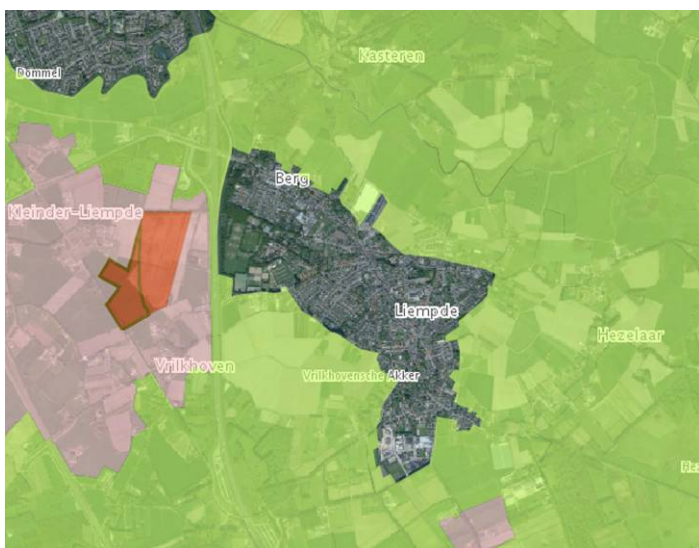 Kasteren
Dommel
Berg
Kleinder-Liempde
Liempde
Hezelaar
Vrilkhoven
Vrilkhovensche Akker